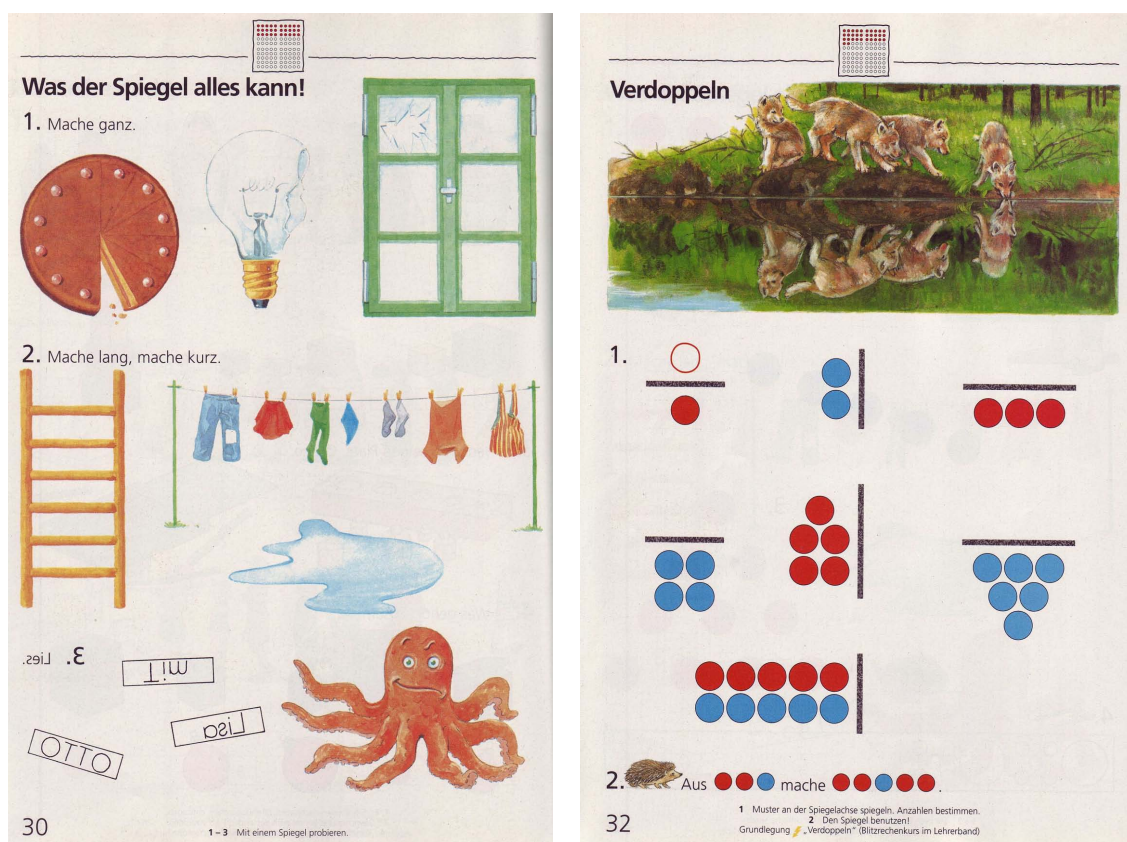 Was der Spiegel alles kann!
1. Mache ganz.
2. Mache lang, mache kurz.
3. Lies.
miT
Lisa
OTTO
30
1 – 3 Mit einem Spiegel probieren.
Verdoppeln
1.
2. Aus mache .
1 Muster an der Spiegelachse spiegeln. Anzahlen bestimmen.
2 Den Spiegel benutzen!
32
Grundlegung „Verdoppeln“ (Blitzrechenkurs im Lehrerband)